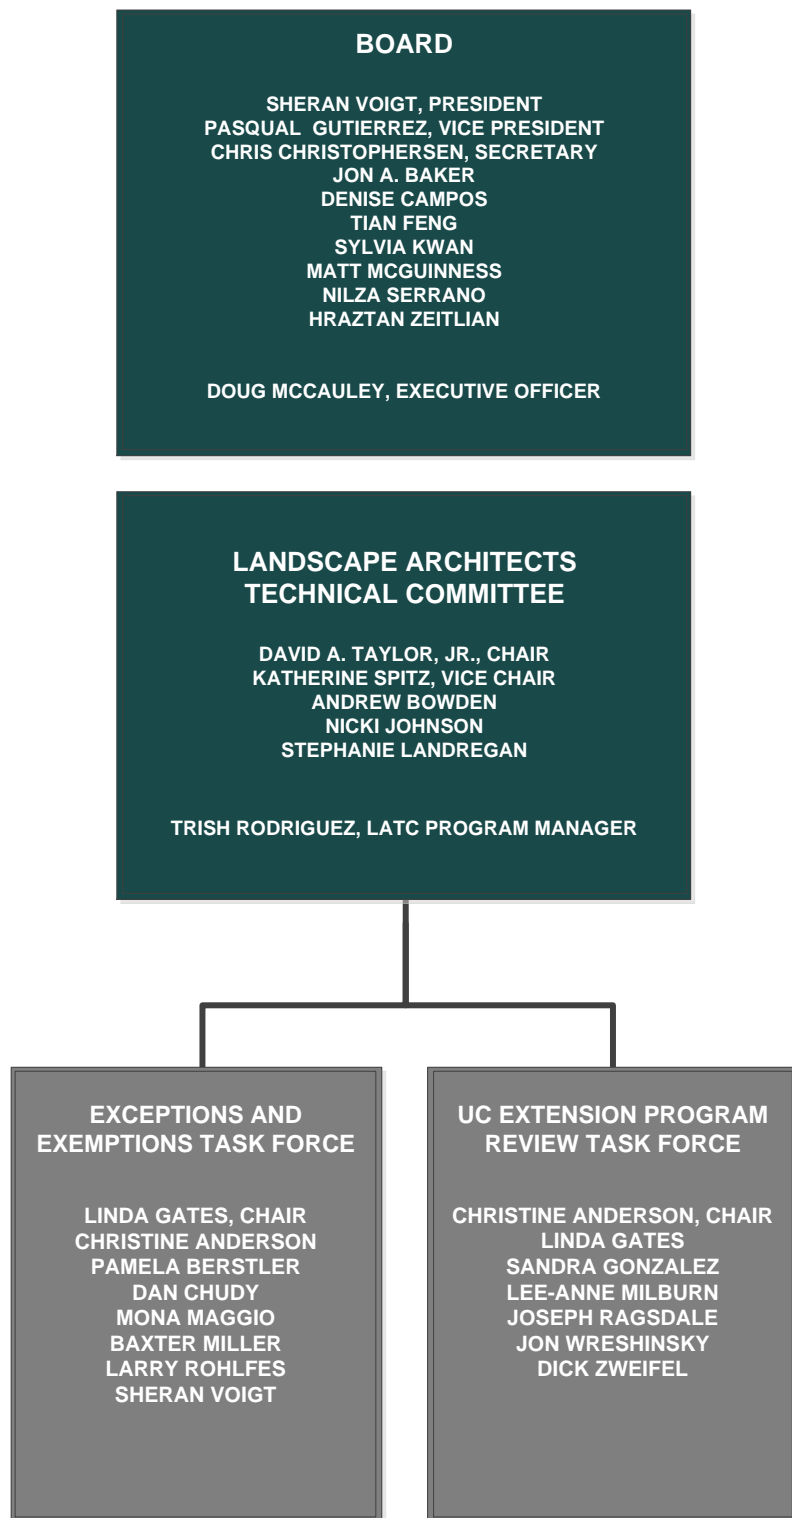 BOARD
SHERAN VOIGT, PRESIDENT
PASQUAL GUTIERREZ, VICE PRESIDENT
CHRIS CHRISTOPHERSEN, SECRETARY
JON A. BAKER
DENISE CAMPOS
TIAN FENG
SYLVIA KWAN
MATT MCGUINNESS
NILZA SERRANO
HRAZTAN ZEITLIAN
DOUG MCCAULEY, EXECUTIVE OFFICER
LANDSCAPE ARCHITECTS
TECHNICAL COMMITTEE
DAVID A. TAYLOR, JR., CHAIR
KATHERINE SPITZ, VICE CHAIR
ANDREW BOWDEN
NICKI JOHNSON
STEPHANIE LANDREGAN
TRISH RODRIGUEZ, LATC PROGRAM MANAGER
EXCEPTIONS AND
EXEMPTIONS TASK FORCE
LINDA GATES, CHAIR
CHRISTINE ANDERSON
PAMELA BERSTLER
DAN CHUDY
MONA MAGGIO
BAXTER MILLER
LARRY ROHLFES
SHERAN VOIGT
UC EXTENSION PROGRAM
REVIEW TASK FORCE
CHRISTINE ANDERSON, CHAIR
LINDA GATES
SANDRA GONZALEZ
LEE-ANNE MILBURN
JOSEPH RAGSDALE
JON WRESHINSKY
DICK ZWEIFEL